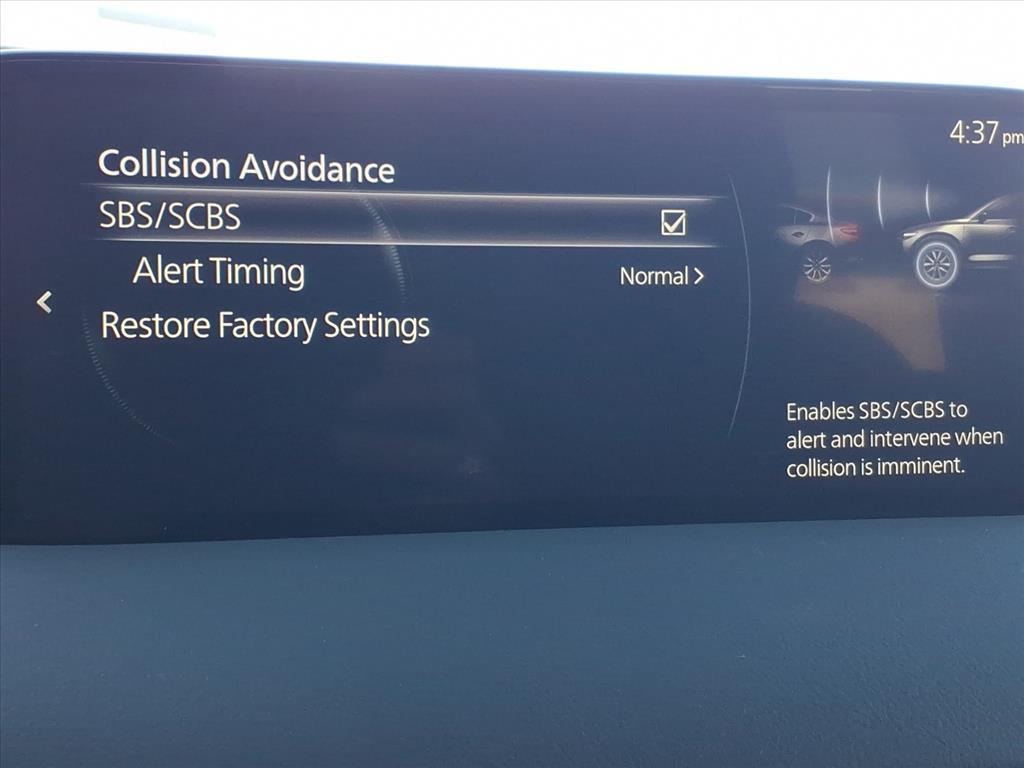 4:37 pm
Collision Avoidance
SBS/SCBS
Alert Timing Normal >
Restore Factory Settings
Enables SBS/SCBS to
alert and intervene when
collision is imminent.